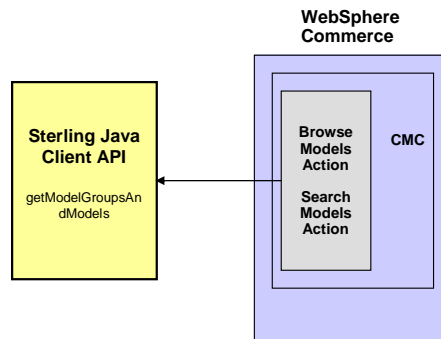 WebSphere
Commerce
Sterling Java
Client API
getModelGroupsAn
dModels
Browse
Models
Action
Search
Models
Action
CMC